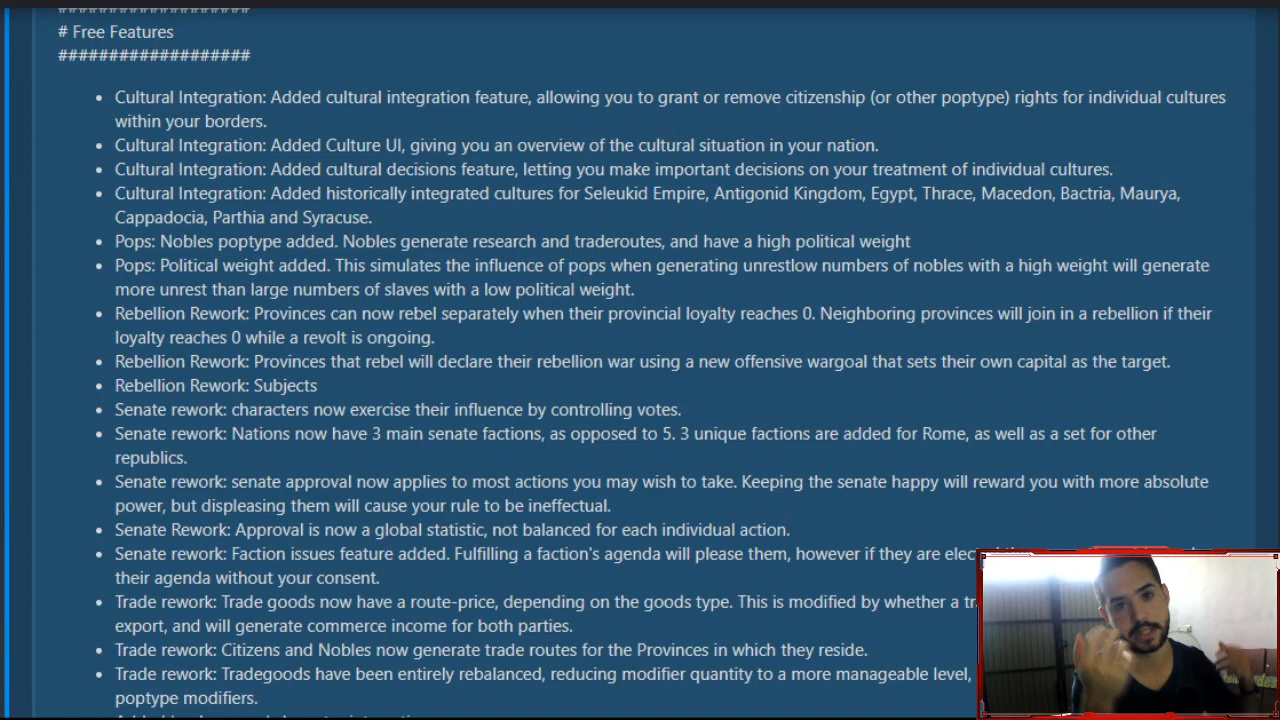 ###################
# Free Features
###################
Cultural Integration: Added cultural integration feature, allowing you to grant or remove citizenship (or other poptype) rights for individual cultures
within your borders.
Cultural Integration: Added Culture UI, giving you an overview of the cultural situation in your nation.
Cultural Integration: Added cultural decisions feature, letting you make important decisions on your treatment of individual cultures.
Cultural Integration: Added historically integrated cultures for Seleukid Empire, Antigonid Kingdom, Egypt, Thrace, Macedon, Bactria, Maurya,
Cappadocia, Parthia and Syracuse.
Pops: Nobles poptype added. Nobles generate research and traderoutes, and have a high political weight
Pops: Political weight added. This simulates the influence of pops when generating unrestlow numbers of nobles with a high weight will generate
more unrest than large numbers of slaves with a low political weight.
Rebellion Rework: Provinces can now rebel separately when their provincial loyalty reaches 0. Neighboring provinces will join in a rebellion if their
loyalty reaches 0 while a revolt is ongoing.
Rebellion Rework: Provinces that rebel will declare their rebellion war using a new offensive wargoal that sets their own capital as the target.
Rebellion Rework: Subjects
Senate rework: characters now exercise their influence by controlling votes.
Senate rework: Nations now have 3 main senate factions, as opposed to 5. 3 unique factions are added for Rome, as well as a set for other
republics.
Senate rework: senate approval now applies to most actions you may wish to take. Keeping the senate happy will reward you with more absolute
power, but displeasing them will cause your rule to be ineffectual.
Senate Rework: Approval is now a global statistic, not balanced for each individual action.
Senate rework: Faction issues feature added. Fulfilling a faction's agenda will please them, however if they are
their agenda without your consent.
Trade rework: Trade goods now have a route-price, depending on the goods type. This is modified by whether a
export, and will generate commerce income for both parties.
Trade rework: Citizens and Nobles now generate trade routes for the Provinces in which they reside.
Trade rework: Tradegoods have been entirely rebalanced, reducing modifier quantity to a more manageable level,
poptype modifiers.